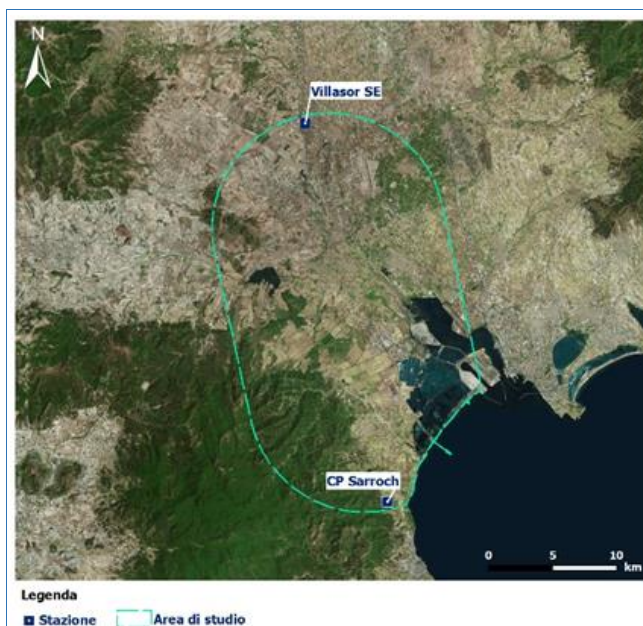 N
Villasor SE
CP Sarroch
0 5 10
km
Legenda
Stazione Area di studio